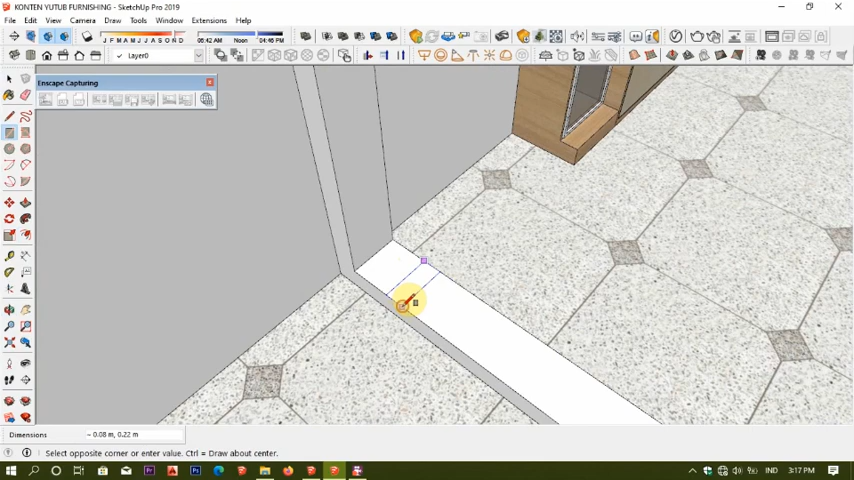 KONTEN YUTUB FURNISHING - SketchUp Pro 2019
File Edit View Camera Draw Tools Window Extensions Help
J F M A M J J A S O N D 06:42 AM Noon 04:46 PM
Layer0
Enscape Capturing
Dimensions ~ 0.08 m, 0.22 m
Select opposite corner or enter value. Ctrl = Draw about center.
IND 3:17 PM